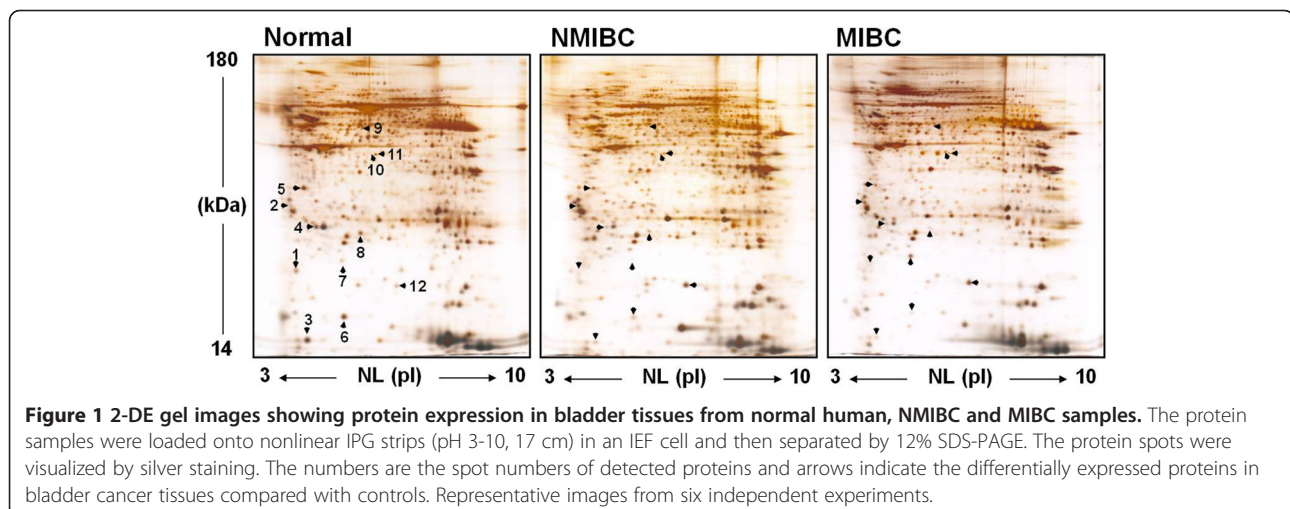 Normal
NMIBC
MIBC
180
9
11
10
5
(kDa)
2
4
8
1
7
12
3
6
14
3 ← NL (pI) → 10
3 ← NL (pI) → 10
3 ← NL (pI) → 10
Figure 1 2-DE gel images showing protein expression in bladder tissues from normal human, NMIBC and MIBC samples. The protein
samples were loaded onto nonlinear IPG strips (pH 3-10, 17 cm) in an IEF cell and then separated by 12% SDS-PAGE. The protein spots were
visualized by silver staining. The numbers are the spot numbers of detected proteins and arrows indicate the differentially expressed proteins in
bladder cancer tissues compared with controls. Representative images from six independent experiments.